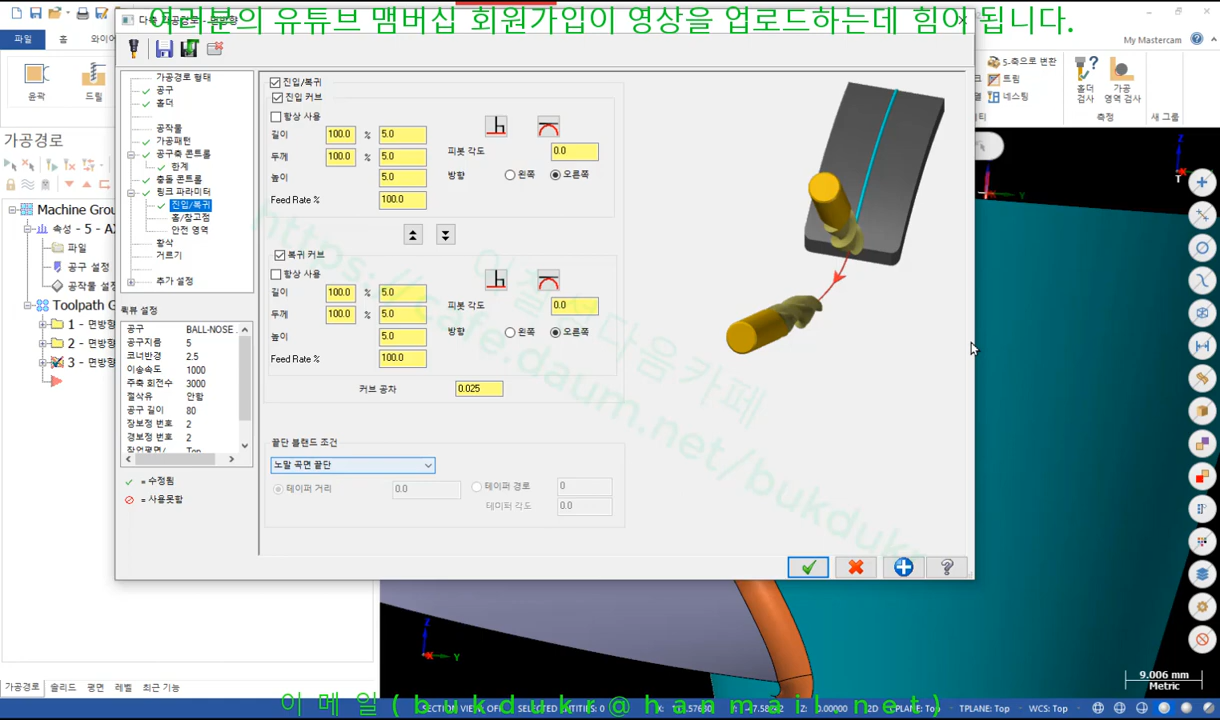 여러분의 유튜브 맴버십 회원가입이 영상을 업로드하는데 힘이 됩니다.
파일
홈
My Mastercam
윤곽
드릴
5-축으로 변환
트림
네스팅
홀더
검사
가공
영역 검사
측정
새 그룹
가공경로
Machine Grou
속성 - 5 - AX
파일
공구 설정
공작물 설
Toolpath G
1 - 면방향
2 - 면방향
3 - 면방향
가공경로 형태
공구
홀더
공작물
가공패턴
공구축 콘트롤
한계
충돌 콘트롤
링크 파라미터
진입/복귀
홈/참고점
안전 영역
황삭
거르기
추가 설정
퀵뷰 설정
공구 BALL-NOSE
공구지름 5
코너반경 2.5
이송속도 1000
주축 회전수 3000
절삭유 안함
공구 길이 80
장보정 번호 2
경보정 번호 2
작업평면/ Top
= 수정됨
= 사용못함
진입/복귀
진입 커브
항상 사용
길이 100.0 % 5.0
두께 100.0 % 5.0
높이 5.0
Feed Rate % 100.0
피봇 각도 0.0
방향 왼쪽 오른쪽
복귀 커브
항상 사용
길이 100.0 % 5.0
두께 100.0 % 5.0
높이 5.0
Feed Rate % 100.0
피봇 각도 0.0
방향 왼쪽 오른쪽
커브 공차 0.025
끝단 블랜드 조건
노말 곡면 끝단
테이퍼 거리 0.0
테이퍼 경로 0
테미터 각도 0.0
https://cafe.daum.net/bukdukr
9.006 mm
Metric
가공경로 솔리드 평면 레벨 최근 기능
이 메 일 ( b u k d u k r @ h a n m a i l . n e t )
TPLANE: Top
WCS: Top